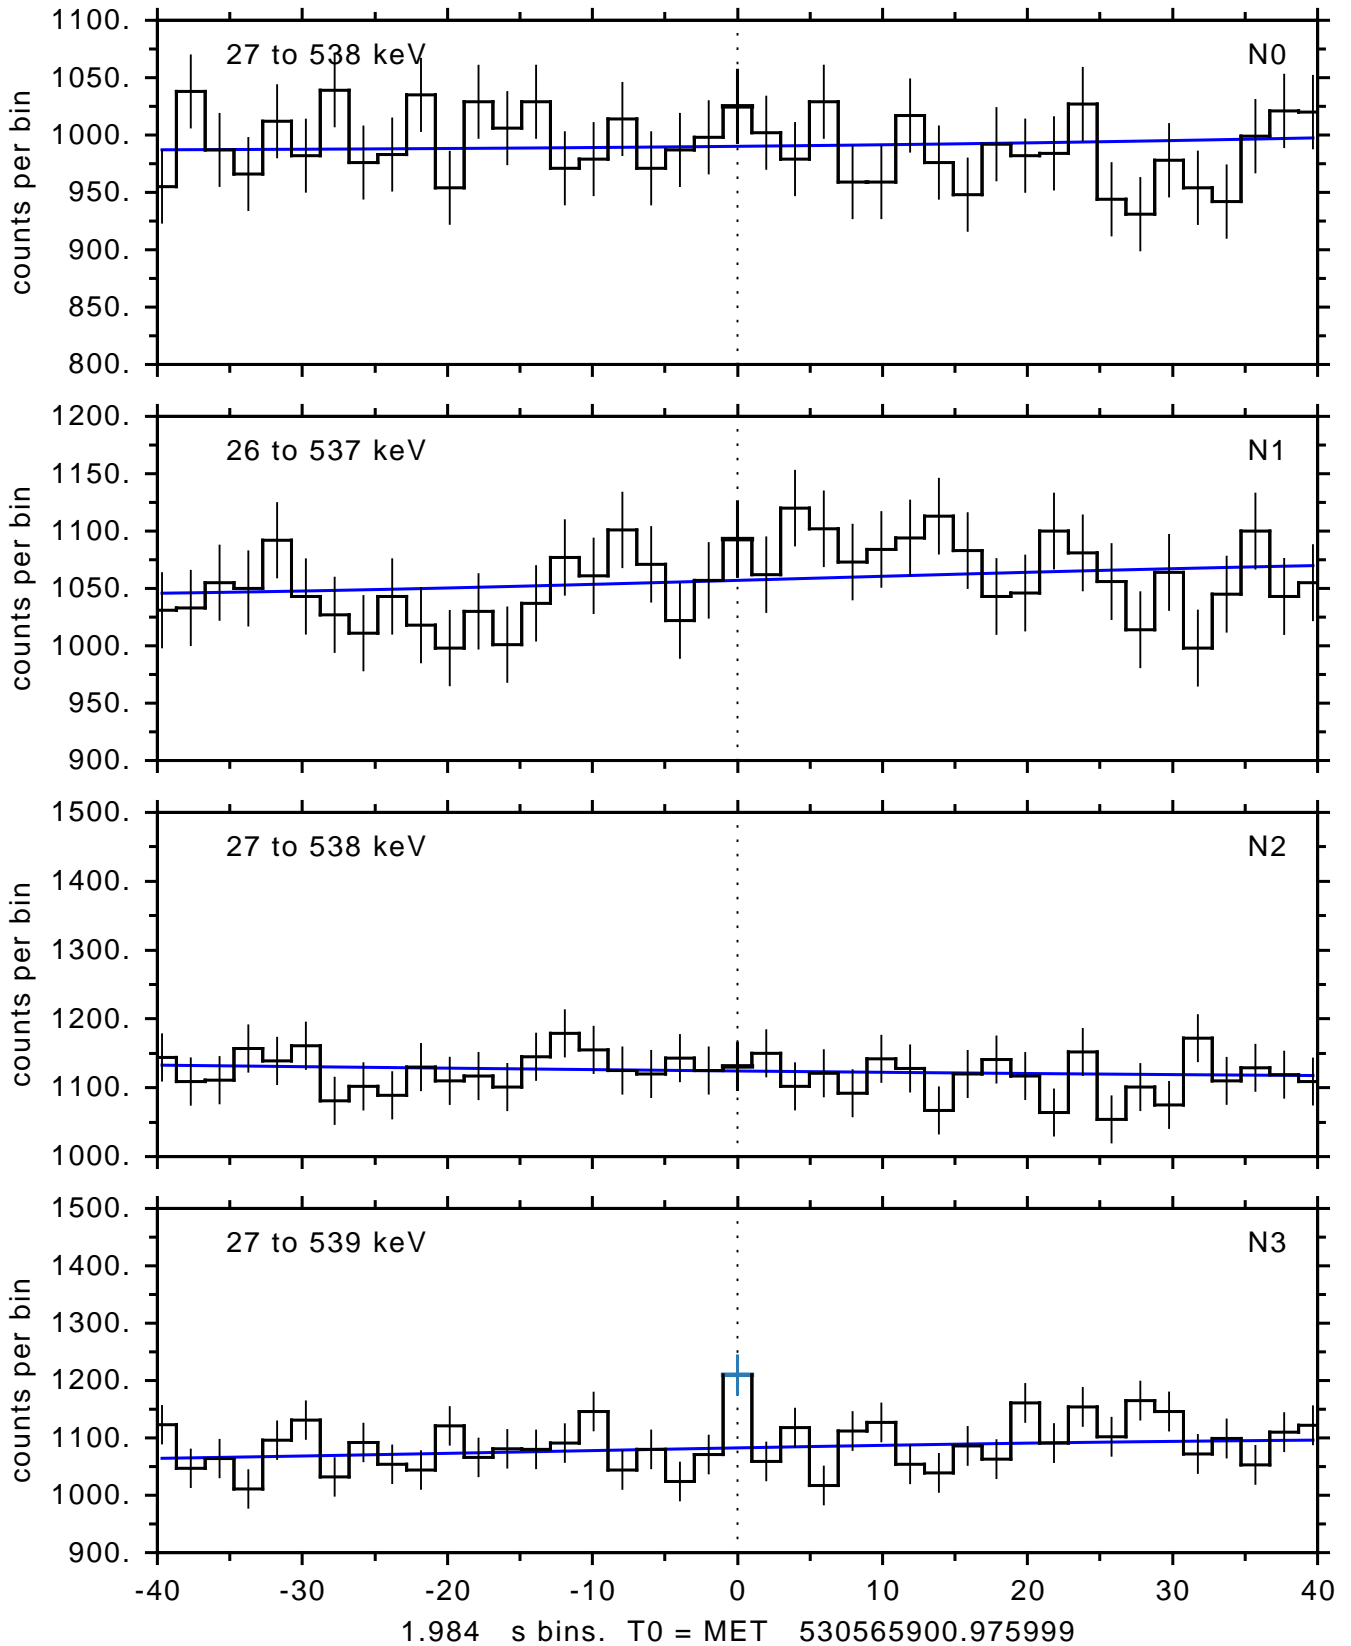 1100.
1050.
1000.
950.
900.
850.
800.
counts per bin
27 to 538 keV
N0
1200.
1150.
1100.
1050.
1000.
950.
900.
counts per bin
26 to 537 keV
N1
1500.
1400.
1300.
1200.
1100.
1000.
counts per bin
27 to 538 keV
N2
1500.
1400.
1300.
1200.
1100.
1000.
900.
counts per bin
27 to 539 keV
N3
-40 -30 -20 -10 0 10 20 30 40
1.984 s bins. T0 = MET 530565900.975999